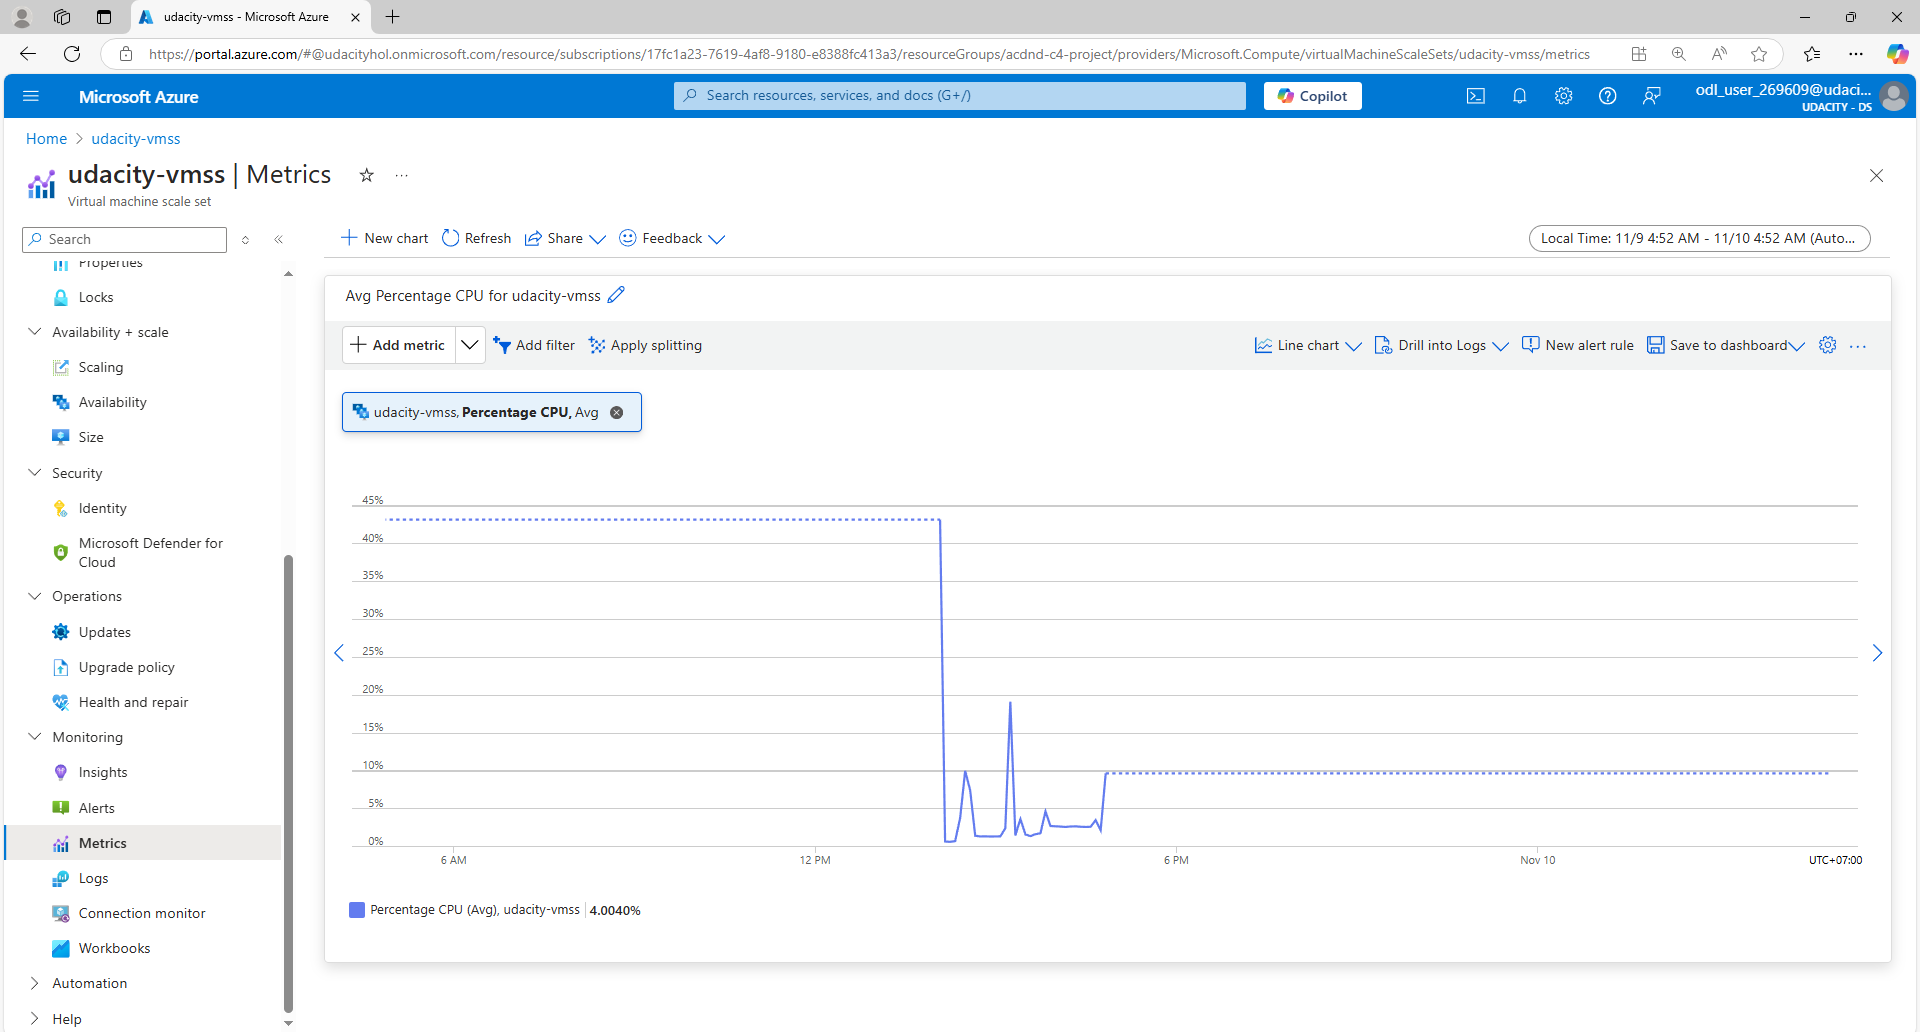 udacity-vmss - Microsoft Azure
https://portal.azure.com/#@udacityhol.onmicrosoft.com/resource/subscriptions/17fc1a23-7619-4af8-9180-e8388fc413a3/resourceGroups/acdnd-c4-project/providers/Microsoft.Compute/virtualMachineScaleSets/udacity-vmss/metrics
Microsoft Azure
Search resources, services, and docs (G+/)
Copilot
odl_user_269609@udaci...
UDACITY - DS
Home > udacity-vmss
udacity-vmss | Metrics
Virtual machine scale set
Search
Properties
Locks
Availability + scale
Scaling
Availability
Size
Security
Identity
Microsoft Defender for
Cloud
Operations
Updates
Upgrade policy
Health and repair
Monitoring
Insights
Alerts
Metrics
Logs
Connection monitor
Workbooks
Automation
Help
New chart Refresh Share Feedback
Local Time: 11/9 4:52 AM - 11/10 4:52 AM (Auto...
Avg Percentage CPU for udacity-vmss
Add metric Add filter Apply splitting
Line chart Drill into Logs New alert rule Save to dashboard
udacity-vmss, Percentage CPU, Avg
45%
40%
35%
30%
25%
20%
15%
10%
5%
0%
6 AM 12 PM 6 PM Nov 10 UTC+07:00
Percentage CPU (Avg), udacity-vmss 4.0040%